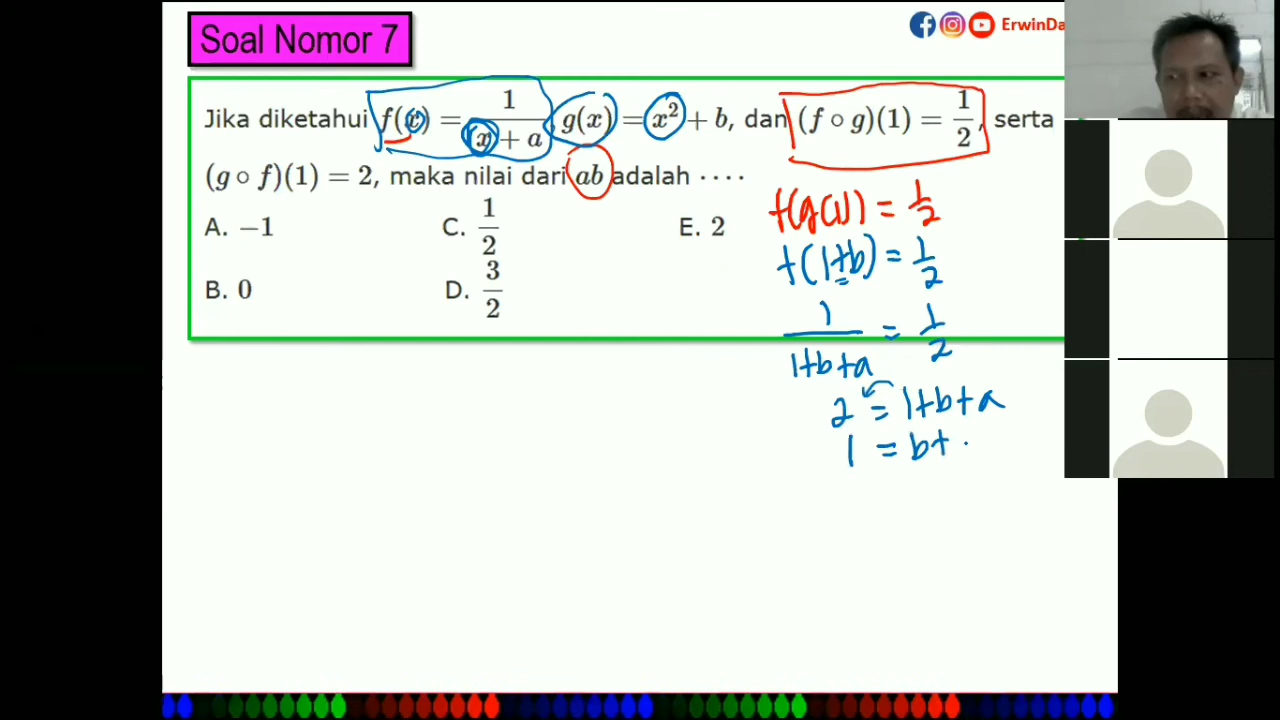 Soal Nomor 7
ErwinDa
Jika diketahui f(x) = 1/(x + a), g(x) = x² + b, dan (f ∘ g)(1) = 1/2, serta
(g ∘ f)(1) = 2, maka nilai dari ab adalah ····
A. −1 C. 1/2 E. 2
B. 0 D. 3/2
f(g(1)) = 1/2
f(1+b) = 1/2
1/(1+b+a) = 1/2
2 = 1+b+a
1 = b+